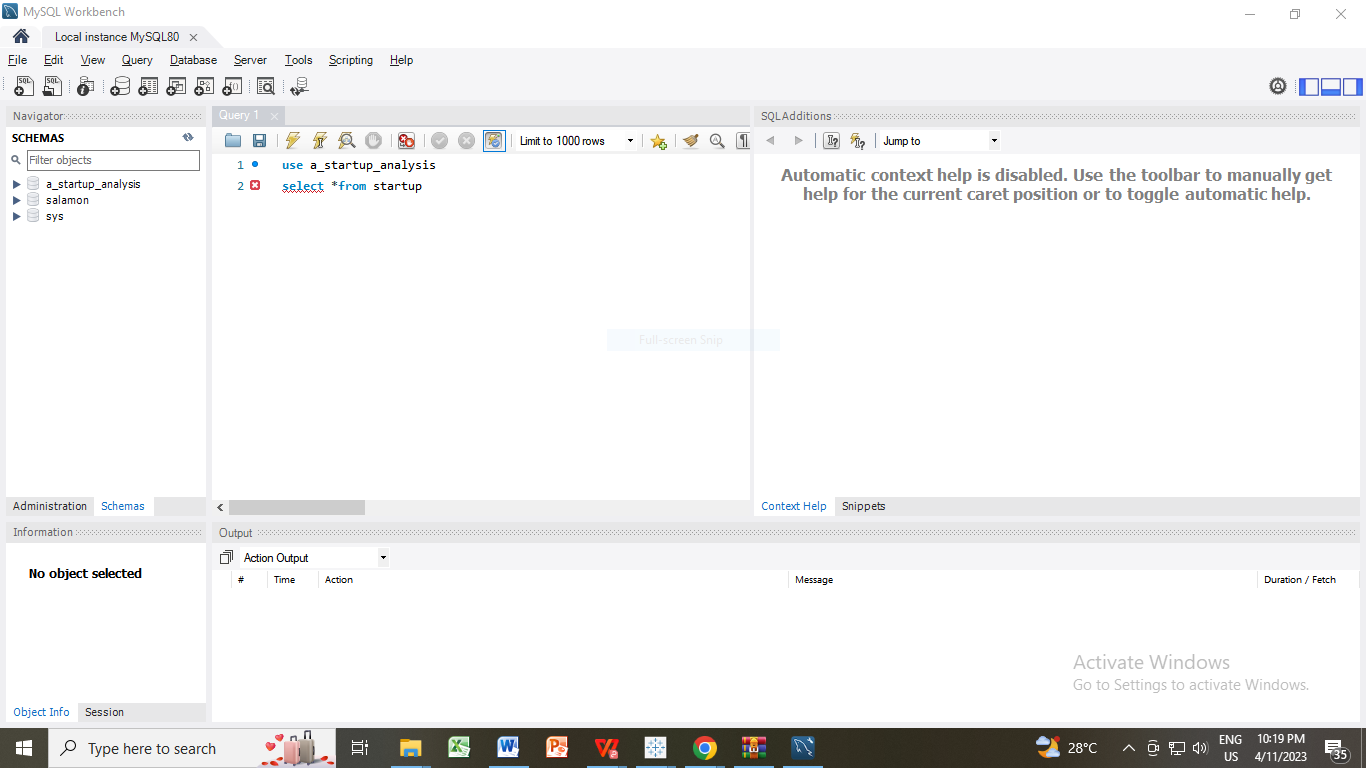 MySQL Workbench
Local instance MySQL80
File Edit View Query Database Server Tools Scripting Help
Navigator
SCHEMAS
Filter objects
a_startup_analysis
salamon
sys
Administration Schemas
Information
No object selected
Object Info Session
Query 1
Limit to 1000 rows
1 use a_startup_analysis
2 select *from startup
Full-screen Snip
SQLAdditions
Jump to
Automatic context help is disabled. Use the toolbar to manually get
help for the current caret position or to toggle automatic help.
Context Help Snippets
Output
Action Output
# Time Action Message Duration / Fetch
Activate Windows
Go to Settings to activate Windows.
Type here to search
28°C
ENG
US
10:19 PM
4/11/2023
35